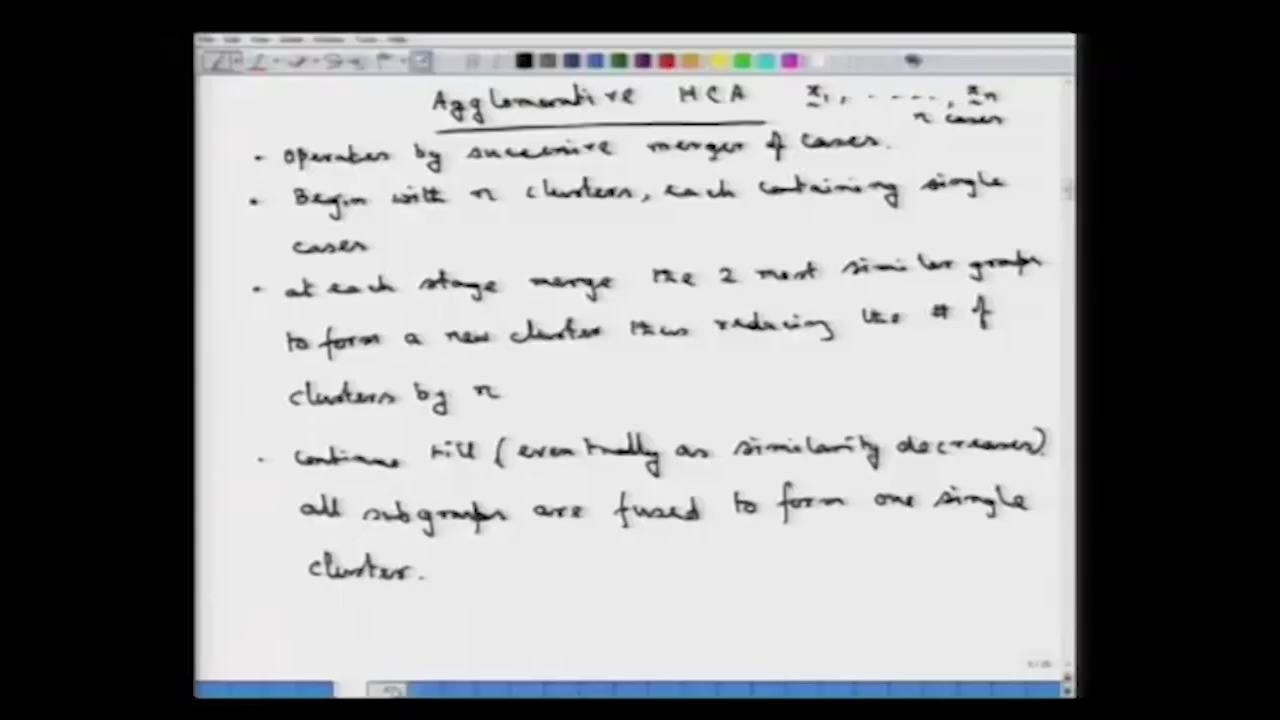 Agglomerative HCA x1, ....., xn
n cases
• operates by successive merger of cases.
• Begin with n clusters, each containing single
cases
• at each stage merge the 2 most similar groups
to form a new cluster thus reducing the # of
clusters by n
• continue till (eventually as similarity decreases)
all subgroups are fused to form one single
cluster.